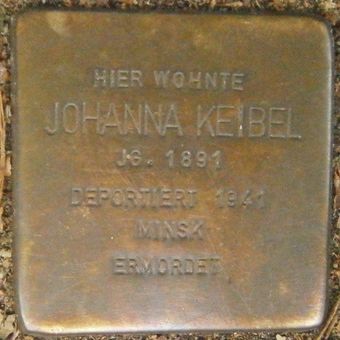 HIER WOHNTE
JOHANNA KEIBEL
JG. 1891
DEPORTIERT 1941
MINSK
ERMORDET